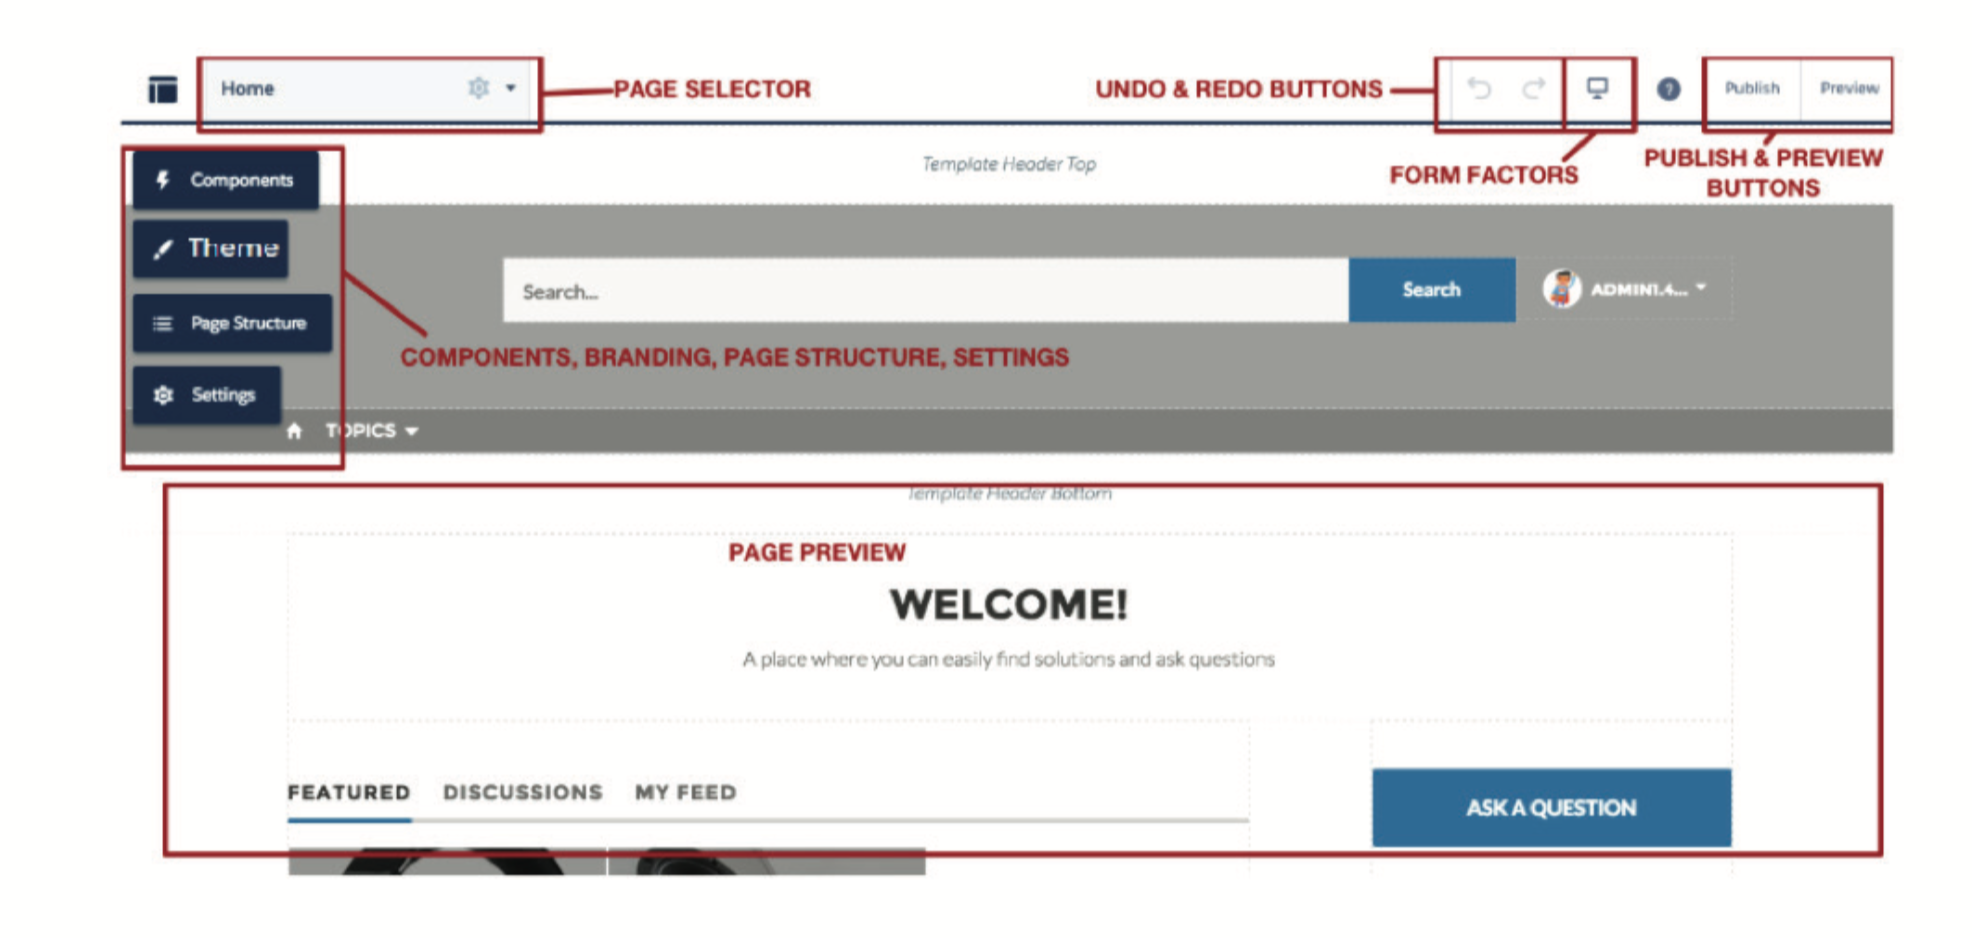 Home
PAGE SELECTOR
UNDO & REDO BUTTONS
?
Publish
Preview
Components
Template Header Top
FORM FACTORS
PUBLISH & PREVIEW
BUTTONS
Theme
Search...
Search
ADMIN1.4...
Page Structure
COMPONENTS, BRANDING, PAGE STRUCTURE, SETTINGS
Settings
TOPICS
Template Header Bottom
PAGE PREVIEW
WELCOME!
A place where you can easily find solutions and ask questions
FEATURED
DISCUSSIONS
MY FEED
ASK A QUESTION